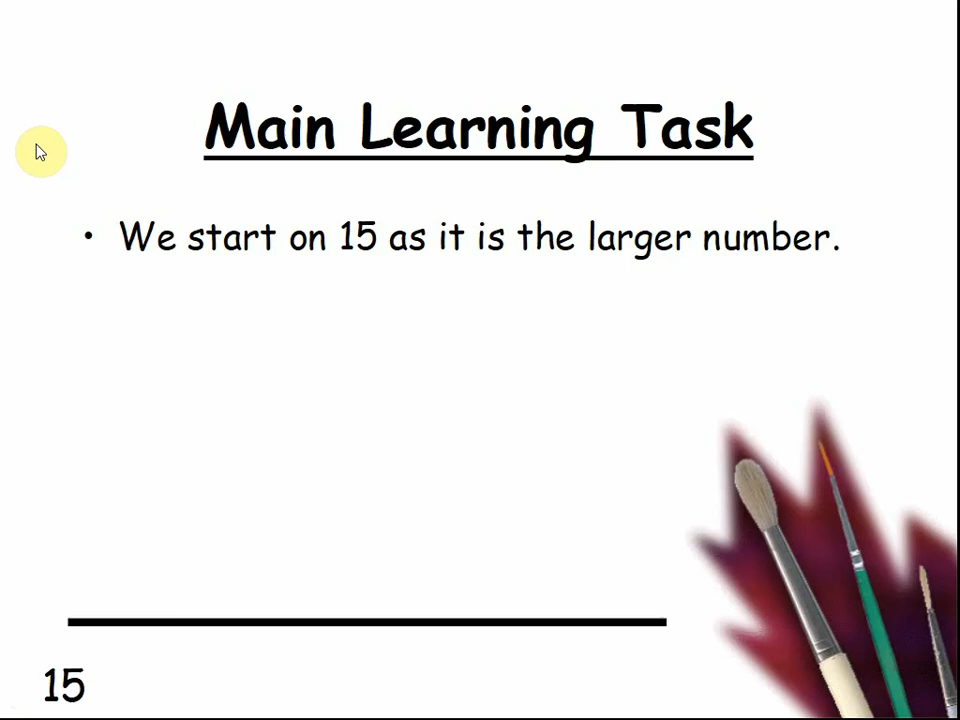 Main Learning Task
• We start on 15 as it is the larger number.
15